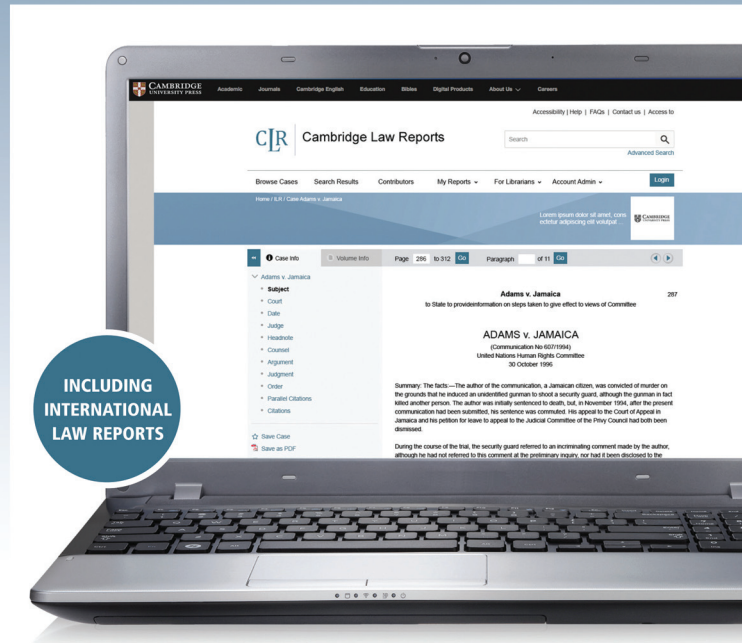 CAMBRIDGE
UNIVERSITY PRESS
Academic Journals Cambridge English Education Bibles Digital Products About Us Careers
Accessibility | Help | FAQs | Contact us | Access to
CLR Cambridge Law Reports
Search
Advanced Search
Browse Cases Search Results Contributors My Reports For Librarians Account Admin Login
Home / ILR / Case Adams v. Jamaica
Lorem ipsum dolor sit amet, cons
ectetur adipiscing elit volutpat ...
CAMBRIDGE
UNIVERSITY PRESS
Case Info Volume Info Page 286 to 312 Go Paragraph of 11 Go
Adams v. Jamaica
Subject
Court
Date
Judge
Headnote
Counsel
Argument
Judgment
Order
Parallel Citations
Citations
Save Case
Save as PDF
Adams v. Jamaica 287
to State to provideinformation on steps taken to give effect to views of Committee
ADAMS v. JAMAICA
(Communication No 607/1994)
United Nations Human Rights Committee
30 October 1996
Summary: The facts:—The author of the communication, a Jamaican citizen, was convicted of murder on
the grounds that he induced an unidentified gunman to shoot a security guard, although the gunman in fact
killed another person. The author was initially sentenced to death, but, in November 1994, after the present
communication had been submitted, his sentence was commuted. His appeal to the Court of Appeal in
Jamaica and his petition for leave to appeal to the Judicial Committee of the Privy Council had both been
dismissed.
During the course of the trial, the security guard referred to an incriminating comment made by the author,
although he had not referred to this comment at the preliminary inquiry, nor had it been disclosed to the
INCLUDING
INTERNATIONAL
LAW REPORTS